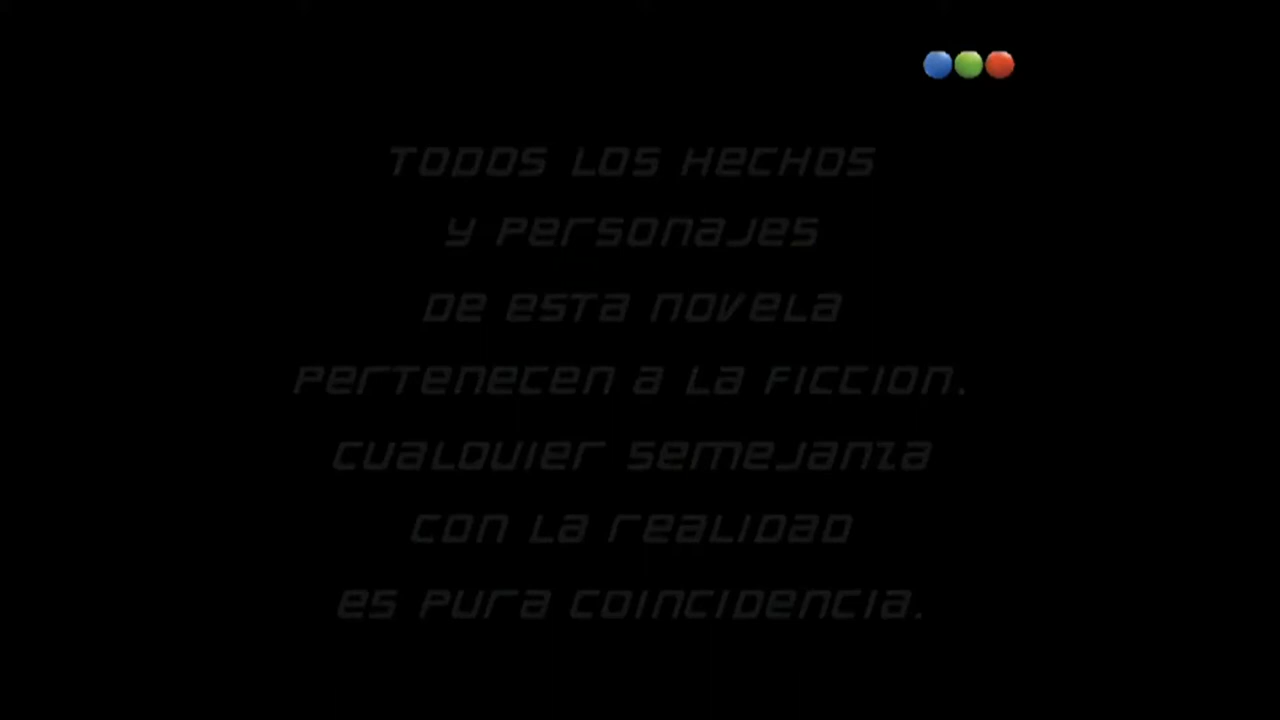 TODOS LOS HECHOS
Y PERSONAJES
DE ESTA NOVELA
PERTENECEN A LA FICCION.
CUALQUIER SEMEJANZA
CON LA REALIDAD
ES PURA COINCIDENCIA.